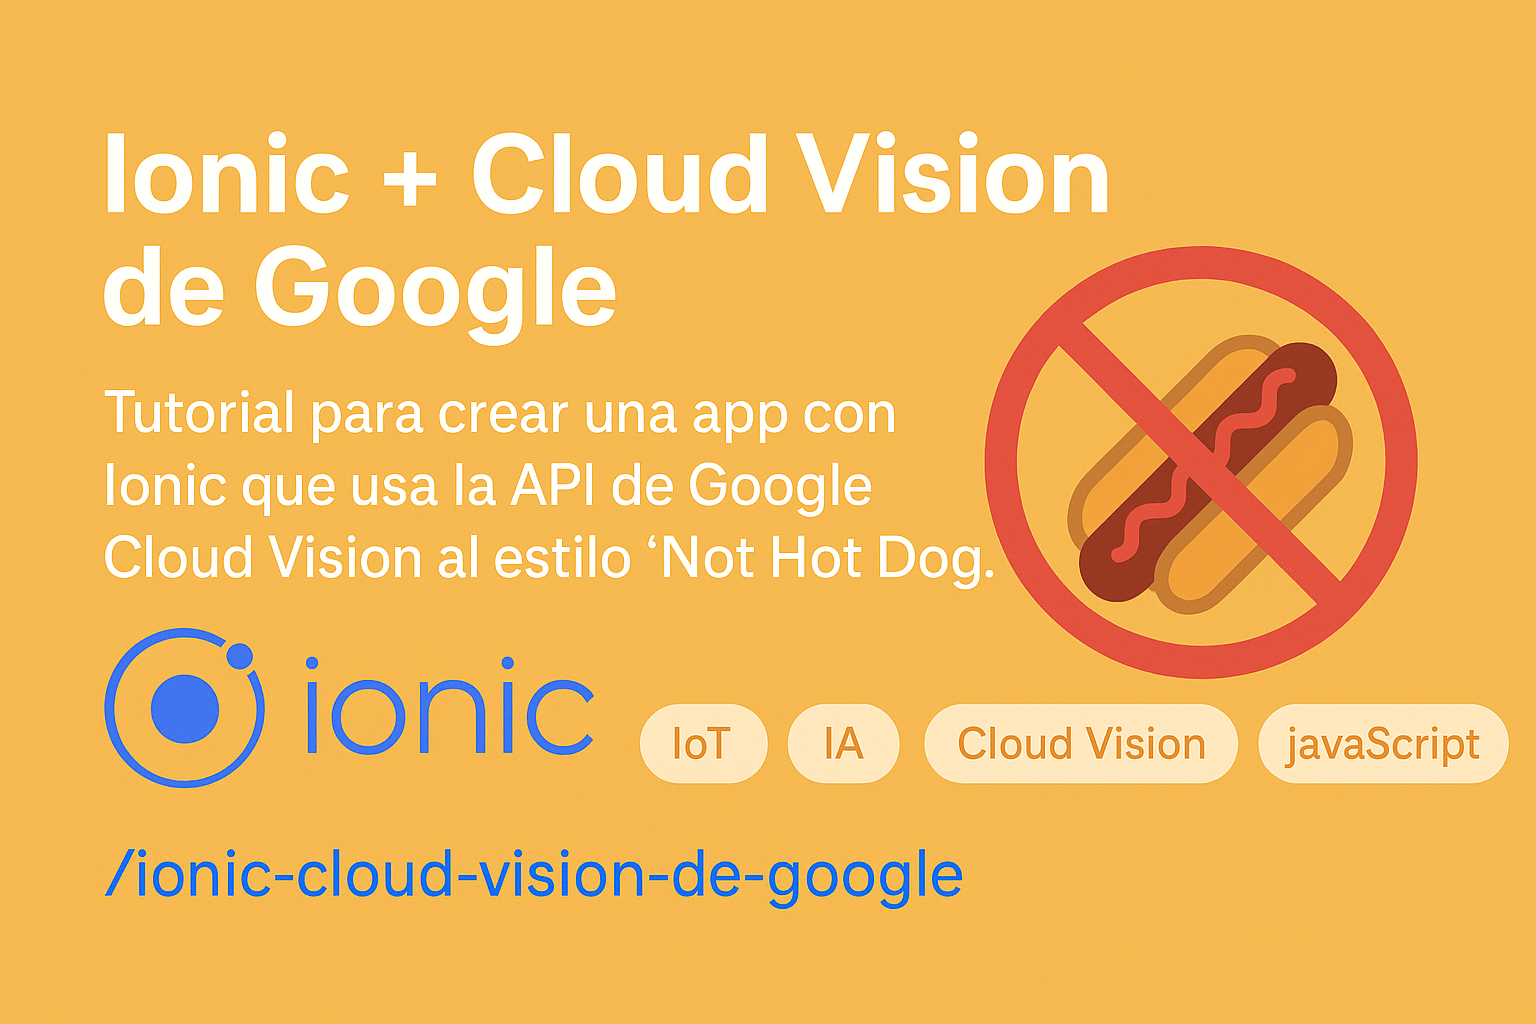 Ionic + Cloud Vision
de Google
Tutorial para crear una app con
Ionic que usa la API de Google
Cloud Vision al estilo ‘Not Hot Dog.
ionic
IoT
IA
Cloud Vision
javaScript
/ionic-cloud-vision-de-google